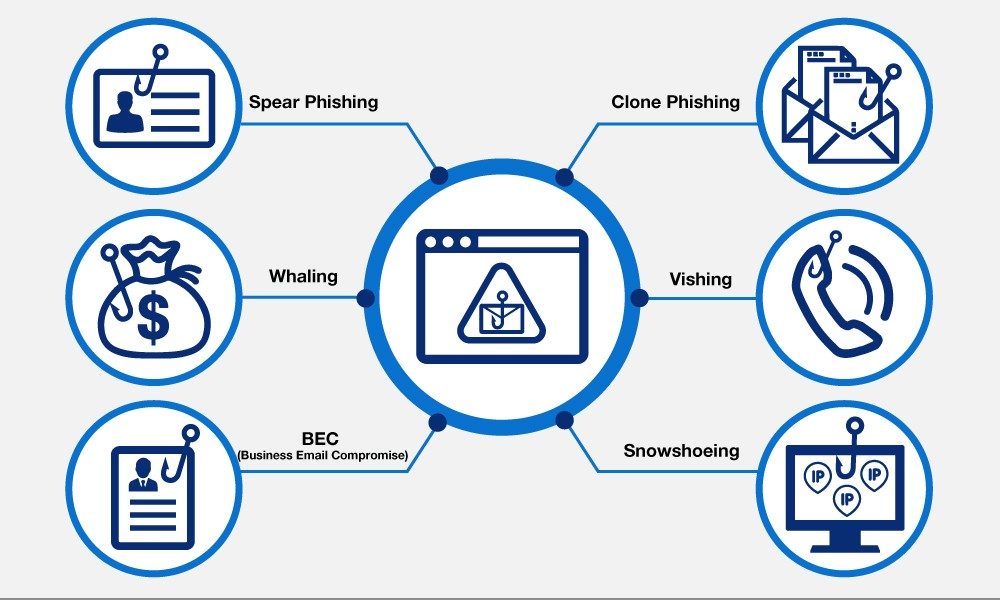 Spear Phishing
Clone Phishing
Whaling
$
Vishing
BEC
(Business Email Compromise)
Snowshoeing
IP
IP
IP